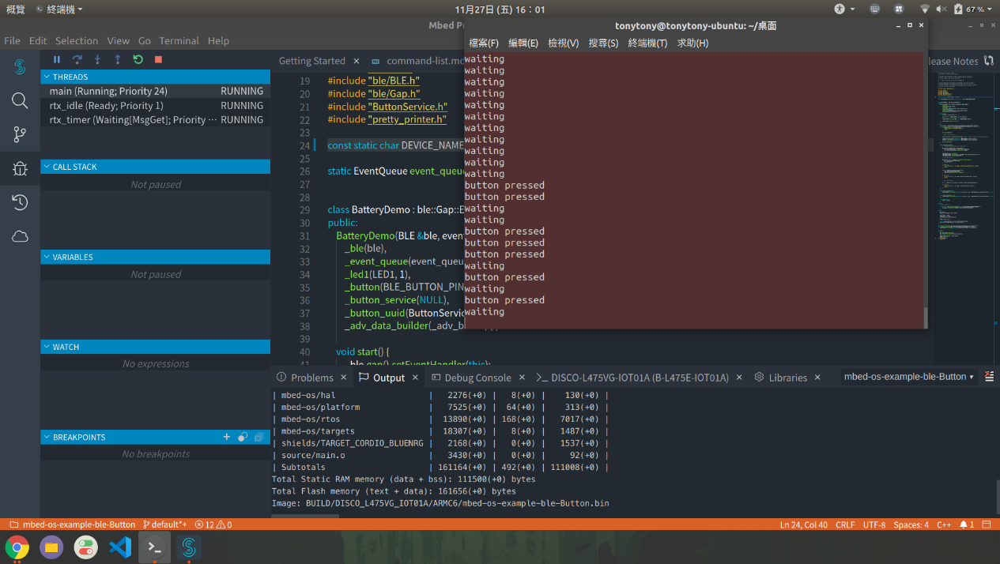 概覽 終端機 11月27日 (五) 16:01 67 %
Mbed
tonytony@tonytony-ubuntu: ~/桌面
File Edit Selection View Go Terminal Help
檔案(F) 編輯(E) 檢視(V) 搜尋(S) 終端機(T) 求助(H)
Getting Started × command-list.md
lease Notes
THREADS
main (Running; Priority 24) RUNNING
rtx_idle (Ready; Priority 1) RUNNING
rtx_timer (Waiting[MsgGet]; Priority ··· RUNNING
CALL STACK
Not paused
VARIABLES
Not paused
WATCH
No expressions
BREAKPOINTS
No breakpoints
19 #include "ble/BLE.h"
20 #include "ble/Gap.h"
21 #include "ButtonService.h"
22 #include "pretty_printer.h"
23
24 const static char DEVICE_NAME
25
26 static EventQueue event_queue
27
28
29 class BatteryDemo : ble::Gap::E
30 public:
31 BatteryDemo(BLE &ble, even
32 _ble(ble),
33 _event_queue(event_queu
34 _led1(LED1, 1),
35 _button(BLE_BUTTON_PIN
36 _button_service(NULL),
37 _button_uuid(ButtonServic
38 _adv_data_builder(_adv_b
39
40 void start() {
41 _ble.gap().setEventHandler(this);
waiting
waiting
waiting
waiting
waiting
waiting
waiting
waiting
waiting
waiting
waiting
button pressed
button pressed
waiting
waiting
button pressed
button pressed
button pressed
waiting
button pressed
waiting
button pressed
waiting
Problems × Output × Debug Console × DISCO-L475VG-IOT01A (B-L475E-IOT01A) × Libraries × mbed-os-example-ble-Button
| mbed-os/hal | 2276(+0) | 8(+0) | 130(+0) |
| mbed-os/platform | 7525(+0) | 64(+0) | 313(+0) |
| mbed-os/rtos | 13890(+0) | 168(+0) | 7017(+0) |
| mbed-os/targets | 18307(+0) | 8(+0) | 1487(+0) |
| shields/TARGET_CORDIO_BLUENRG | 2168(+0) | 0(+0) | 1537(+0) |
| source/main.o | 3430(+0) | 0(+0) | 92(+0) |
| Subtotals | 161164(+0) | 492(+0) | 111008(+0) |
Total Static RAM memory (data + bss): 111500(+0) bytes
Total Flash memory (text + data): 161656(+0) bytes
Image: BUILD/DISCO_L475VG_IOT01A/ARMC6/mbed-os-example-ble-Button.bin
mbed-os-example-ble-Button default*+ 12 0 Ln 24, Col 40 CRLF UTF-8 Spaces: 4 C++ 1